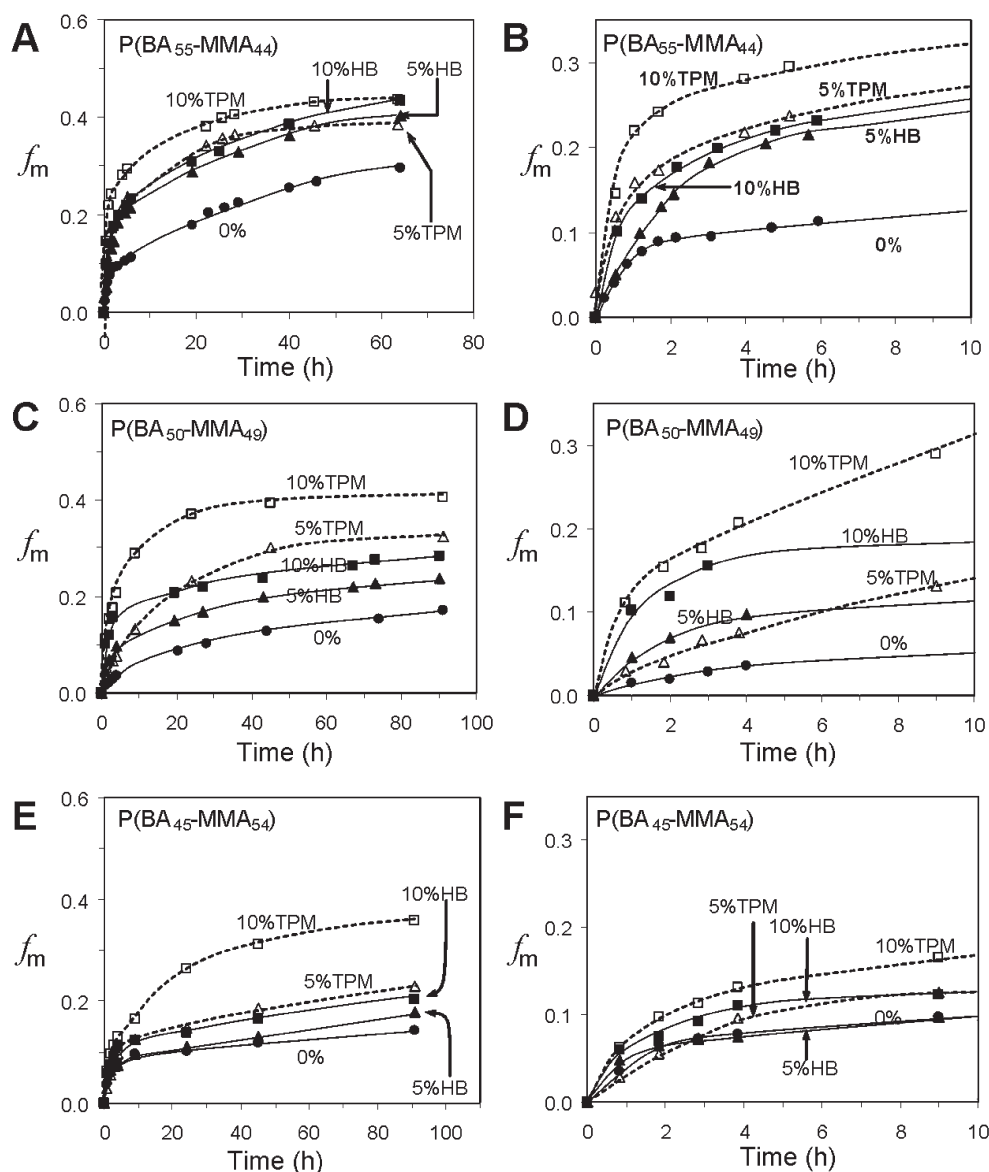 A
P(BA55-MMA44)
0.6
0.4
0.2
0.0
fm
10%TPM
10%HB
5%HB
5%TPM
0%
0 20 40 60 80
Time (h)
B
P(BA55-MMA44)
0.3
0.2
0.1
0.0
fm
10%TPM
5%TPM
5%HB
10%HB
0%
0 2 4 6 8 10
Time (h)
C
P(BA50-MMA49)
0.6
0.4
0.2
0.0
fm
10%TPM
5%TPM
10%HB
5%HB
0%
0 20 40 60 80 100
Time (h)
D
P(BA50-MMA49)
0.3
0.2
0.1
0.0
fm
10%TPM
10%HB
5%TPM
5%HB
0%
0 2 4 6 8 10
Time (h)
E
P(BA45-MMA54)
0.6
0.4
0.2
0.0
fm
10%HB
10%TPM
5%TPM
0%
5%HB
0 20 40 60 80 100
Time (h)
F
P(BA45-MMA54)
0.3
0.2
0.1
0.0
fm
5%TPM
10%HB
10%TPM
0%
5%HB
0 2 4 6 8 10
Time (h)